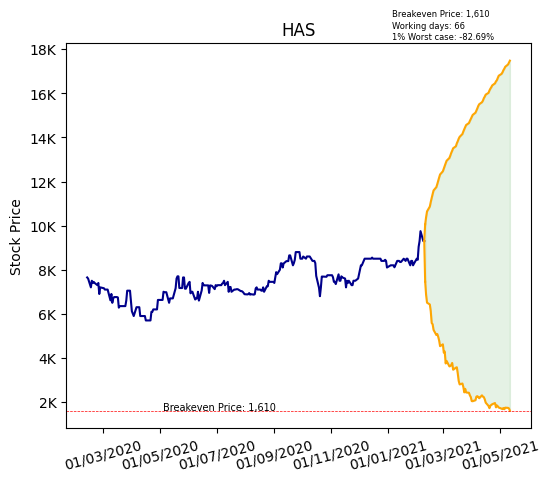 Breakeven Price: 1,610
Working days: 66
1% Worst case: -82.69%
HAS
18K
16K
14K
12K
10K
8K
6K
4K
2K
Stock Price
Breakeven Price: 1,610
01/03/2020
01/05/2020
01/07/2020
01/09/2020
01/11/2020
01/01/2021
01/03/2021
01/05/2021